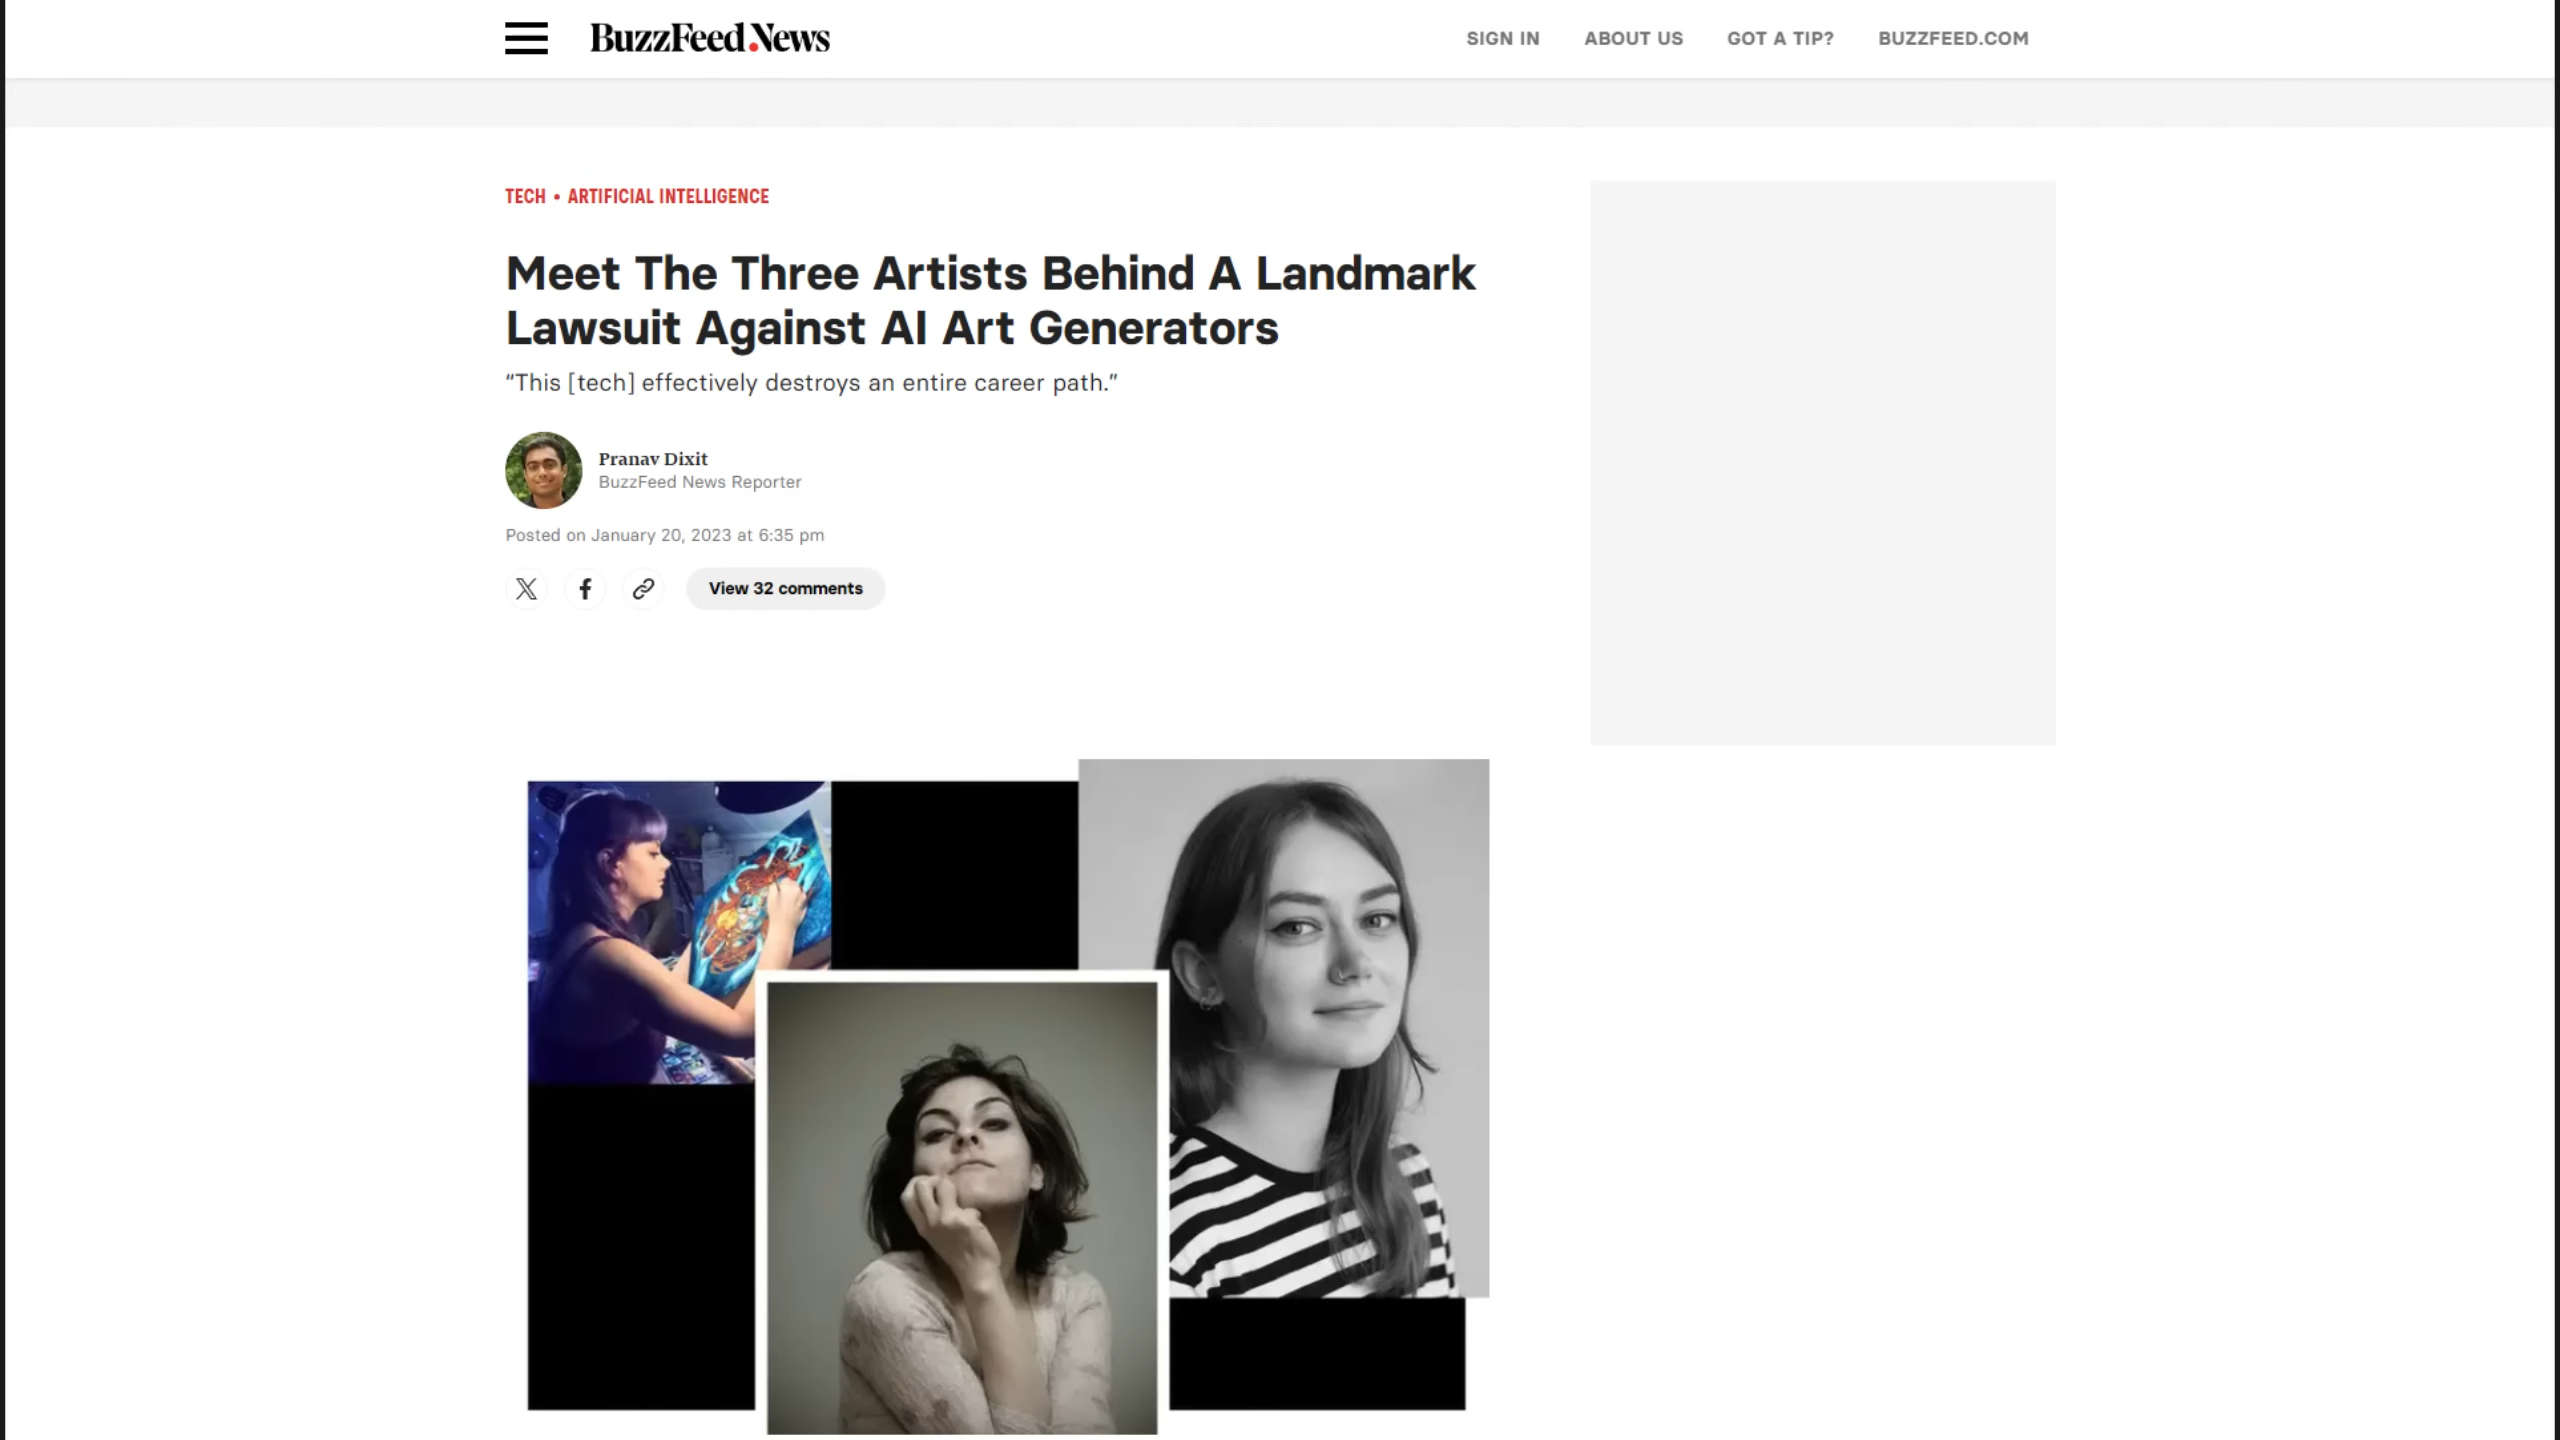 BuzzFeed.News
SIGN IN
ABOUT US
GOT A TIP?
BUZZFEED.COM
TECH • ARTIFICIAL INTELLIGENCE
Meet The Three Artists Behind A Landmark
Lawsuit Against AI Art Generators
“This [tech] effectively destroys an entire career path.”
Pranav Dixit
BuzzFeed News Reporter
Posted on January 20, 2023 at 6:35 pm
View 32 comments